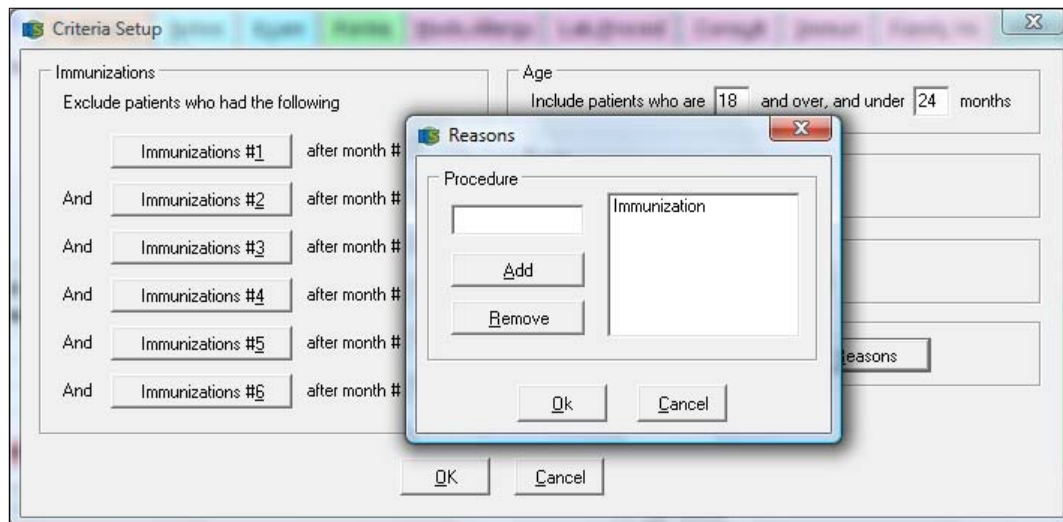 Criteria Setup
Immunizations
Exclude patients who had the following
Immunizations #1 after month #
And Immunizations #2 after month #
And Immunizations #3 after month #
And Immunizations #4 after month #
And Immunizations #5 after month #
And Immunizations #6 after month #
Age
Include patients who are 18 and over, and under 24 months
Reasons
Procedure
Immunization
Add
Remove
Ok Cancel
easons
OK Cancel